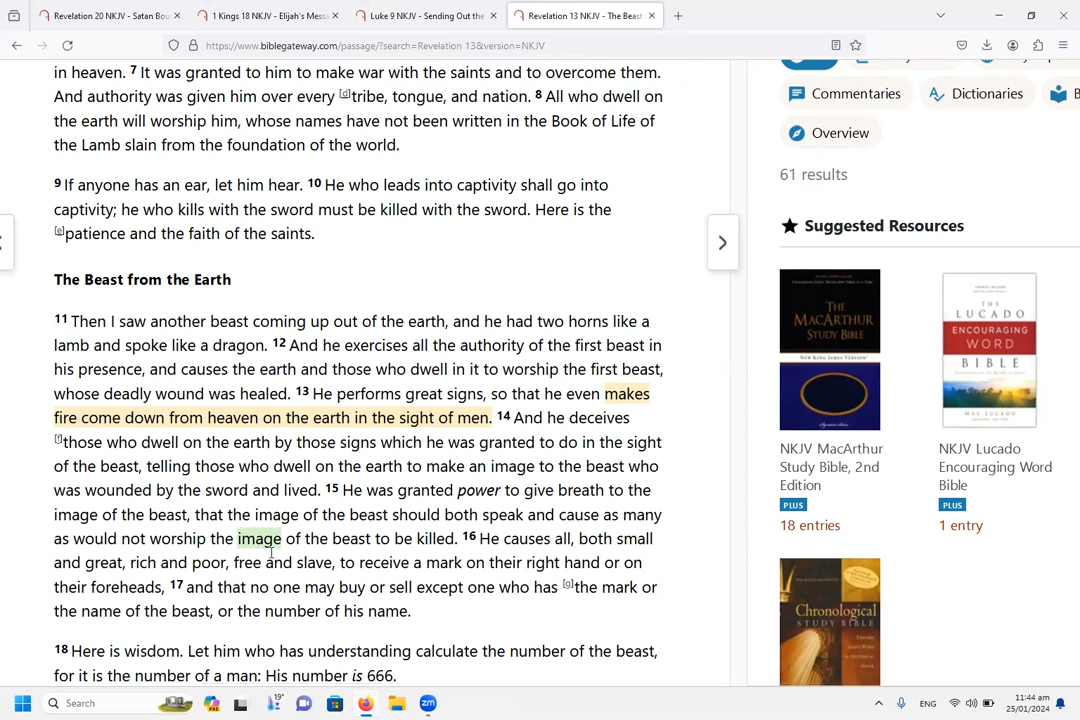 Revelation 20 NKJV - Satan Bou
1 Kings 18 NKJV - Elijah's Mess
Luke 9 NKJV - Sending Out the
Revelation 13 NKJV - The Beast
https://www.biblegateway.com/passage/?search=Revelation 13&version=NKJV
in heaven. 7 It was granted to him to make war with the saints and to overcome them.
And authority was given him over every [d]tribe, tongue, and nation. 8 All who dwell on
the earth will worship him, whose names have not been written in the Book of Life of
the Lamb slain from the foundation of the world.
9 If anyone has an ear, let him hear. 10 He who leads into captivity shall go into
captivity; he who kills with the sword must be killed with the sword. Here is the
[e]patience and the faith of the saints.
The Beast from the Earth
11 Then I saw another beast coming up out of the earth, and he had two horns like a
lamb and spoke like a dragon. 12 And he exercises all the authority of the first beast in
his presence, and causes the earth and those who dwell in it to worship the first beast,
whose deadly wound was healed. 13 He performs great signs, so that he even makes
fire come down from heaven on the earth in the sight of men. 14 And he deceives
[f]those who dwell on the earth by those signs which he was granted to do in the sight
of the beast, telling those who dwell on the earth to make an image to the beast who
was wounded by the sword and lived. 15 He was granted power to give breath to the
image of the beast, that the image of the beast should both speak and cause as many
as would not worship the image of the beast to be killed. 16 He causes all, both small
and great, rich and poor, free and slave, to receive a mark on their right hand or on
their foreheads, 17 and that no one may buy or sell except one who has [g]the mark or
the name of the beast, or the number of his name.
18 Here is wisdom. Let him who has understanding calculate the number of the beast,
for it is the number of a man: His number is 666.
Commentaries
Dictionaries
B
Overview
61 results
Suggested Resources
THE
MACARTHUR
STUDY BIBLE
NEW KING JAMES VERSION
NKJV MacArthur
Study Bible, 2nd
Edition
PLUS
18 entries
THE
LUCADO
ENCOURAGING
WORD
BIBLE
MAX LUCADO
NKJV Lucado
Encouraging Word
Bible
PLUS
1 entry
THE
Chronological
STUDY BIBLE
Search
19°
ENG
11:44 am
25/01/2024